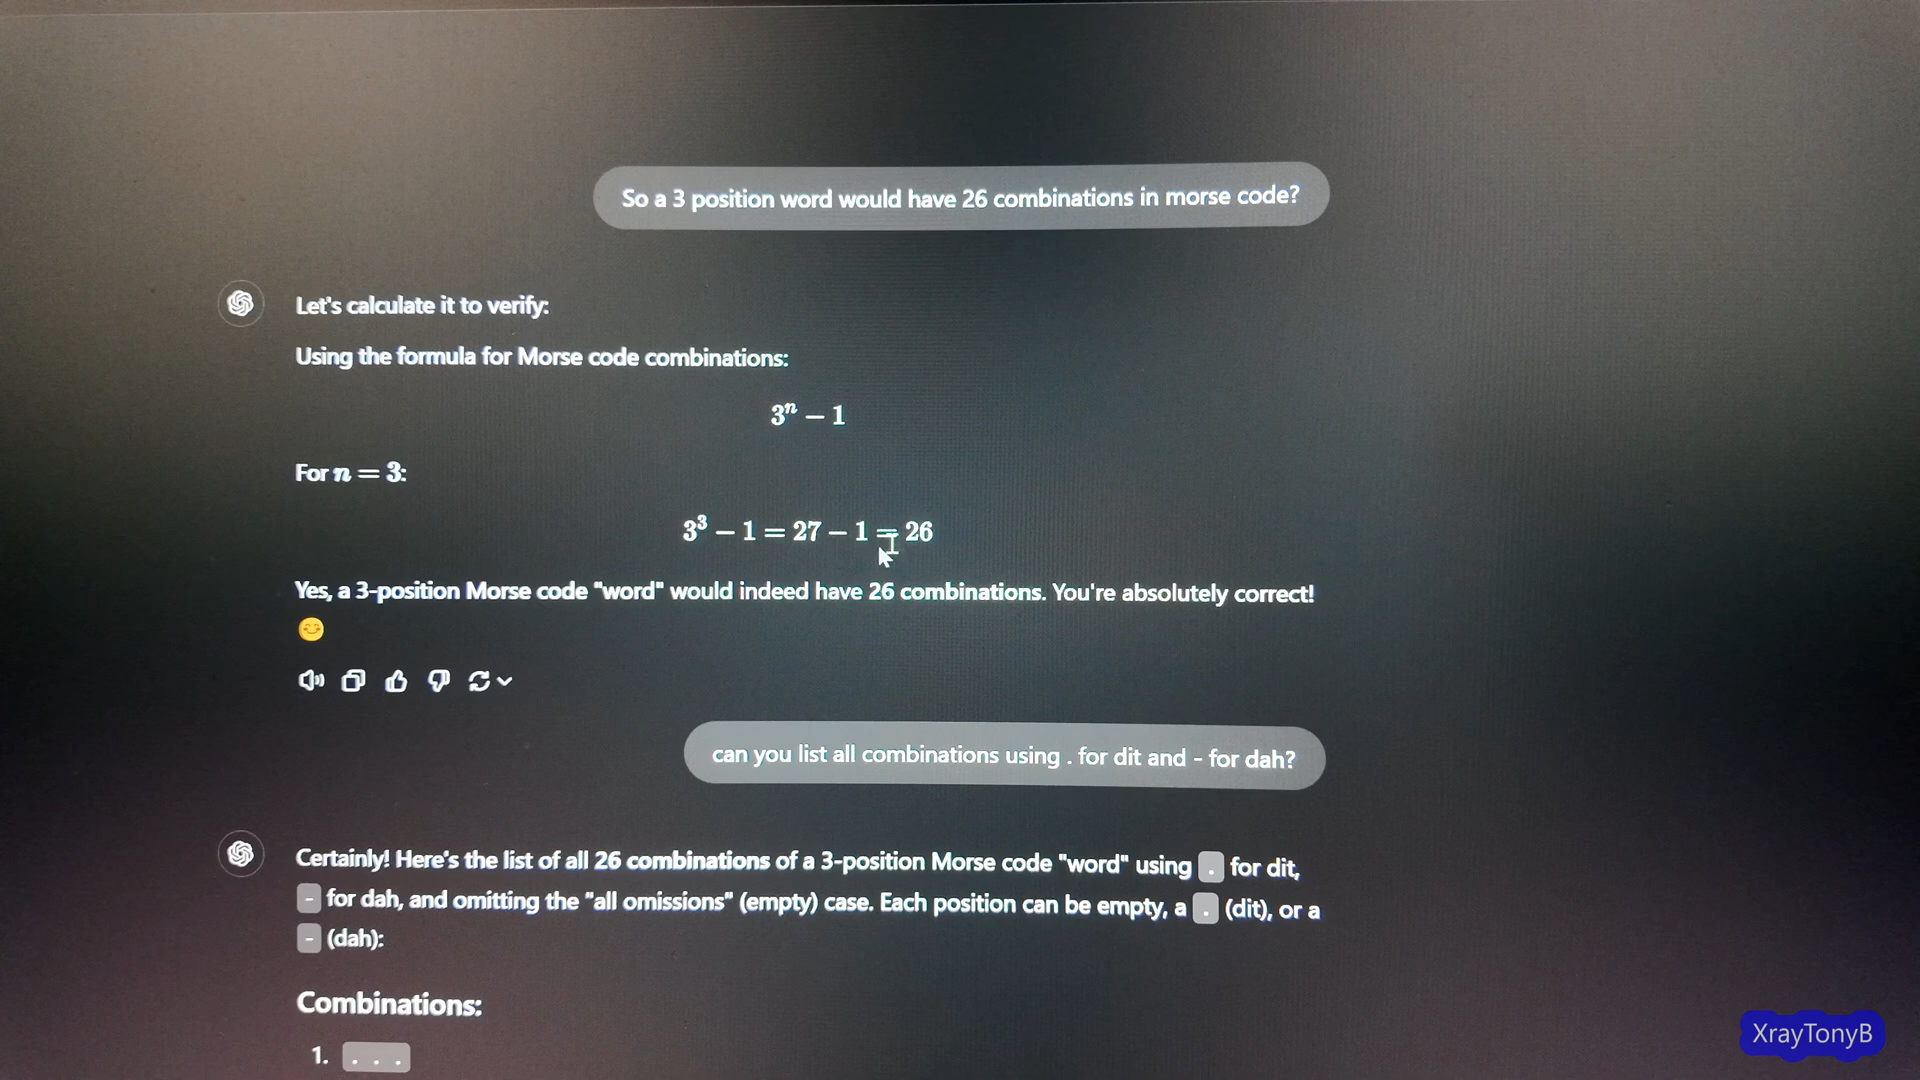 So a 3 position word would have 26 combinations in morse code?
Let's calculate it to verify:
Using the formula for Morse code combinations:
3ⁿ − 1
For n = 3:
3³ − 1 = 27 − 1 = 26
Yes, a 3-position Morse code "word" would indeed have 26 combinations. You're absolutely correct!
😊
can you list all combinations using . for dit and - for dah?
Certainly! Here's the list of all 26 combinations of a 3-position Morse code "word" using . for dit,
- for dah, and omitting the "all omissions" (empty) case. Each position can be empty, a . (dit), or a
- (dah):
Combinations:
1. . . .
XrayTonyB